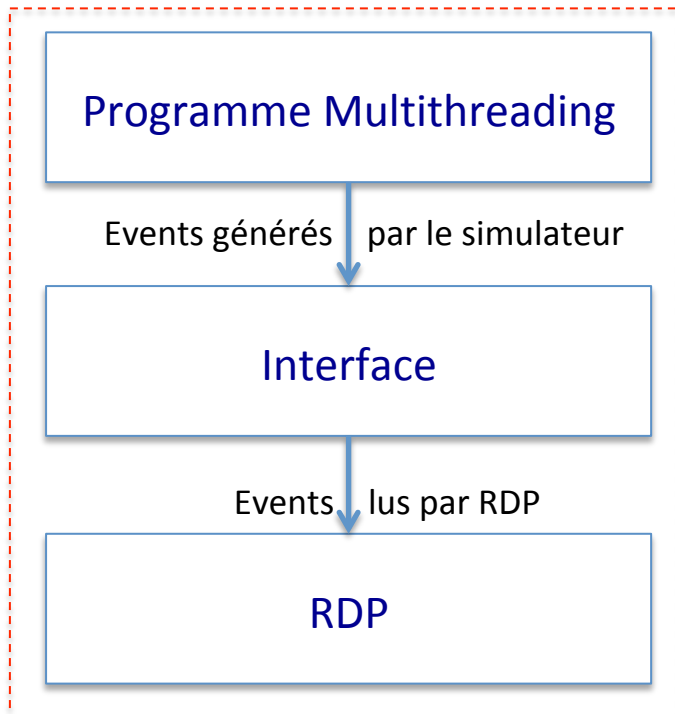 Programme Multithreading
Events générés par le simulateur
Interface
Events lus par RDP
RDP